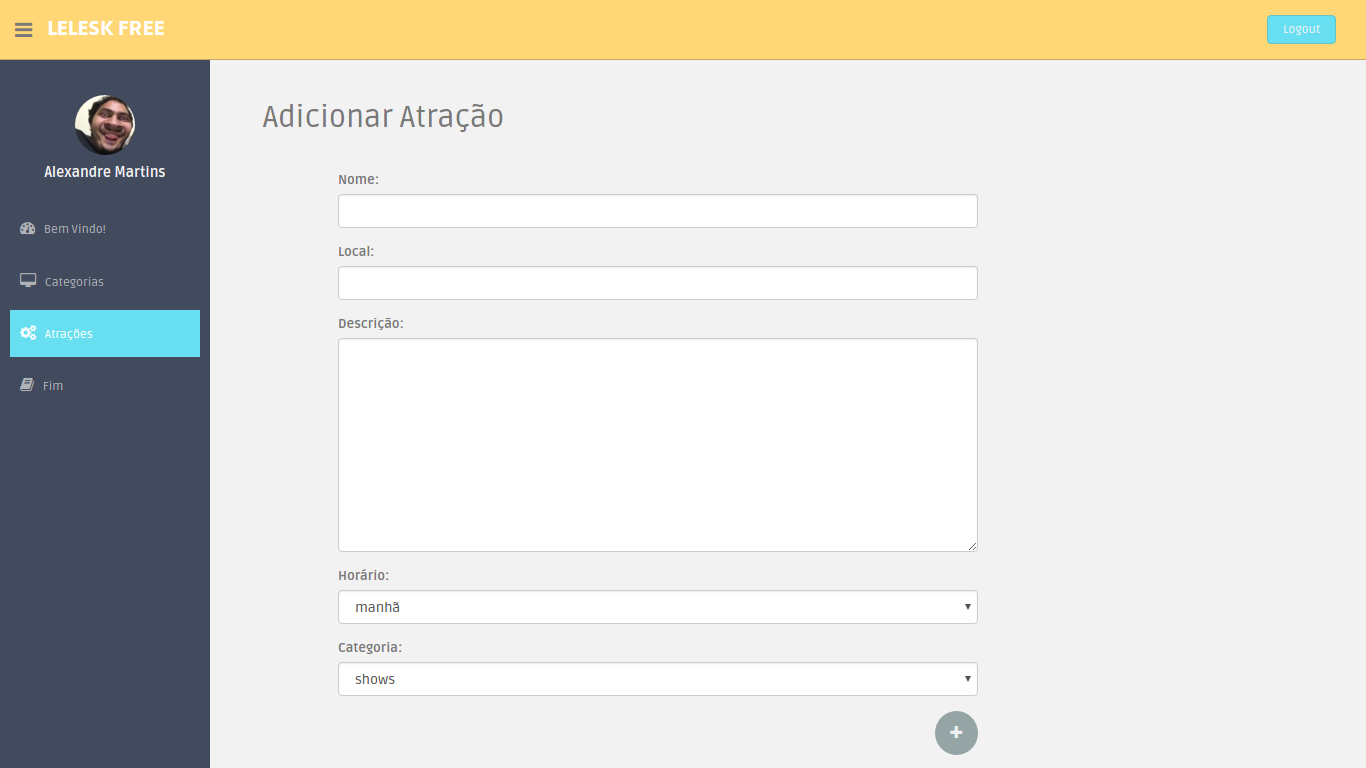 LELESK FREE
Logout
Alexandre Martins
Bem Vindo!
Categorias
Atrações
Fim
Adicionar Atração
Nome:
Local:
Descrição:
Horário:
manhã
Categoria:
shows